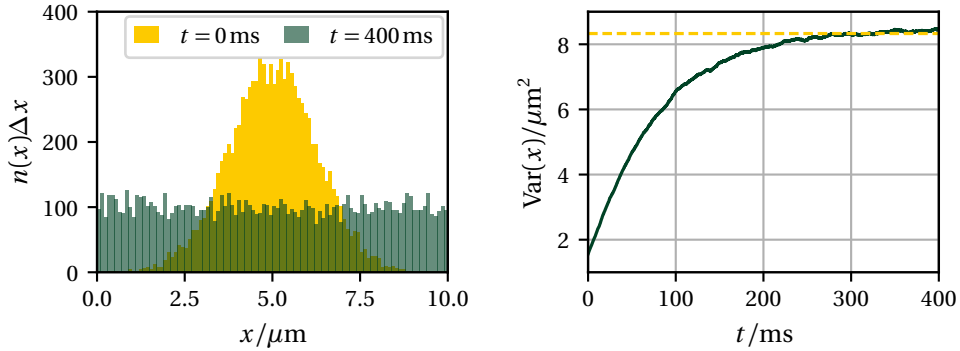 t = 0 ms
t = 400 ms
n(x)Δx
400
300
200
100
0
0.0 2.5 5.0 7.5 10.0
x/μm
Var(x)/μm²
8
6
4
2
0 100 200 300 400
t/ms